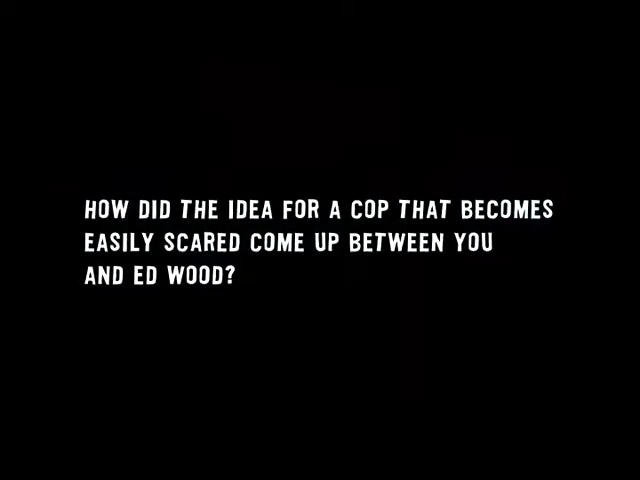 HOW DID THE IDEA FOR A COP THAT BECOMES
EASILY SCARED COME UP BETWEEN YOU
AND ED WOOD?